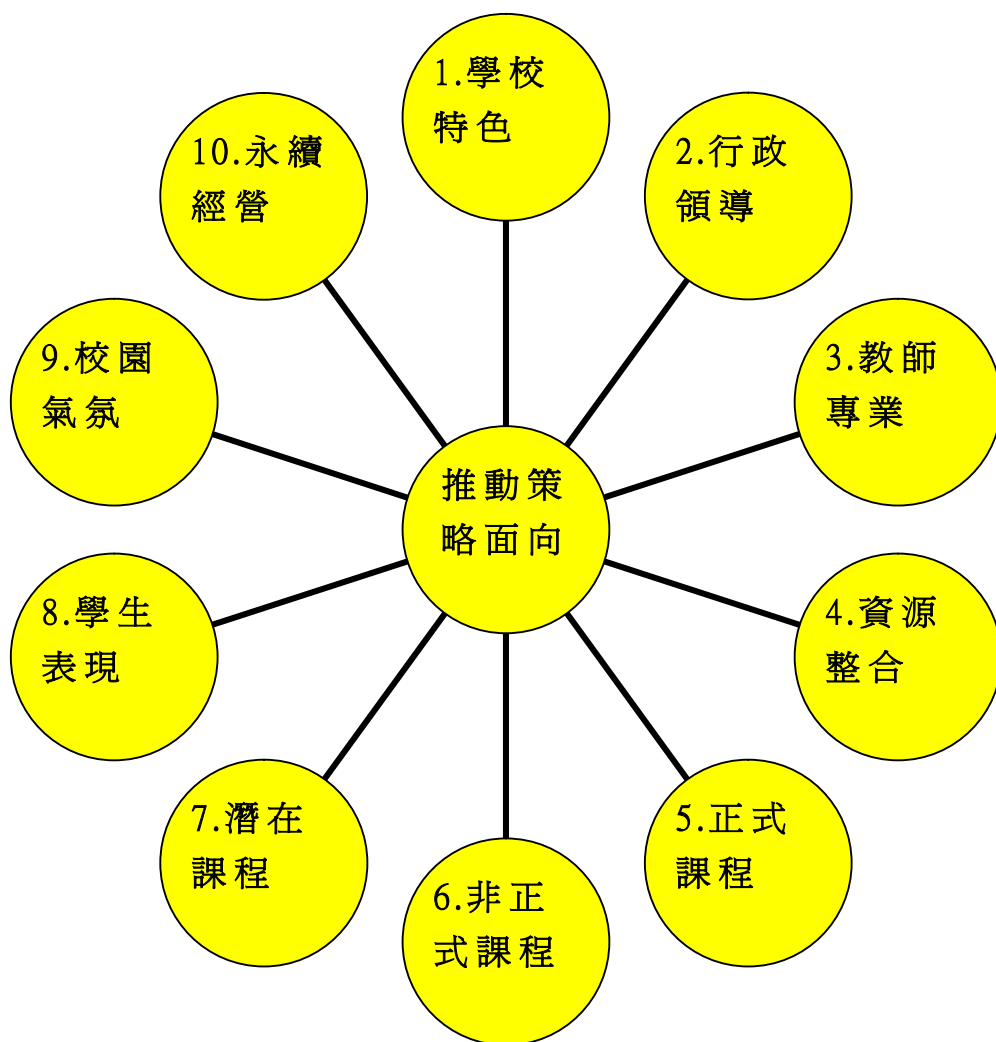 推動策
略面向
1.學校
特色
2.行政
領導
3.教師
專業
4.資源
整合
5.正式
課程
6.非正
式課程
7.潛在
課程
8.學生
表現
9.校園
氣氛
10.永續
經營